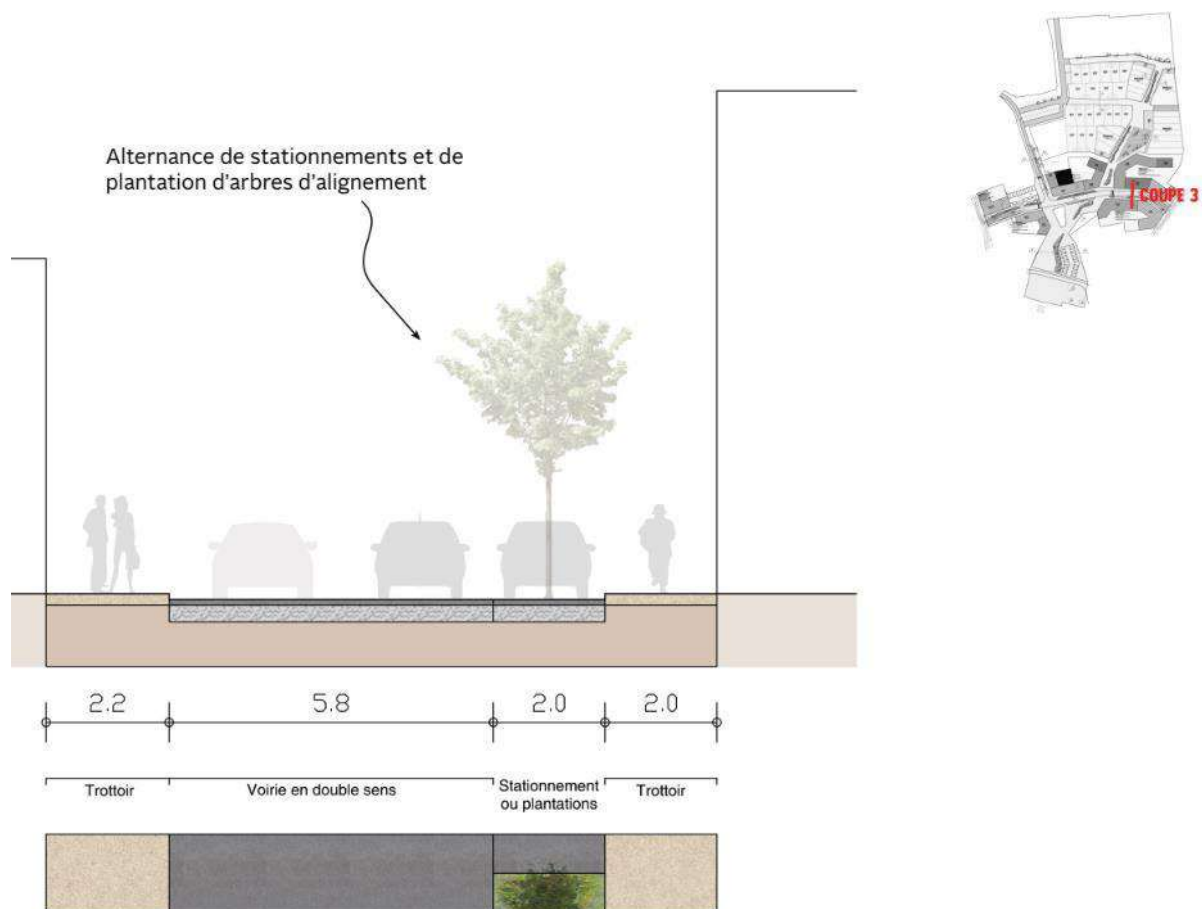 Alternance de stationnements et de
plantation d'arbres d'alignement
COUPE 3
2.2 5.8 2.0 2.0
Trottoir Voirie en double sens Stationnement
ou plantations Trottoir